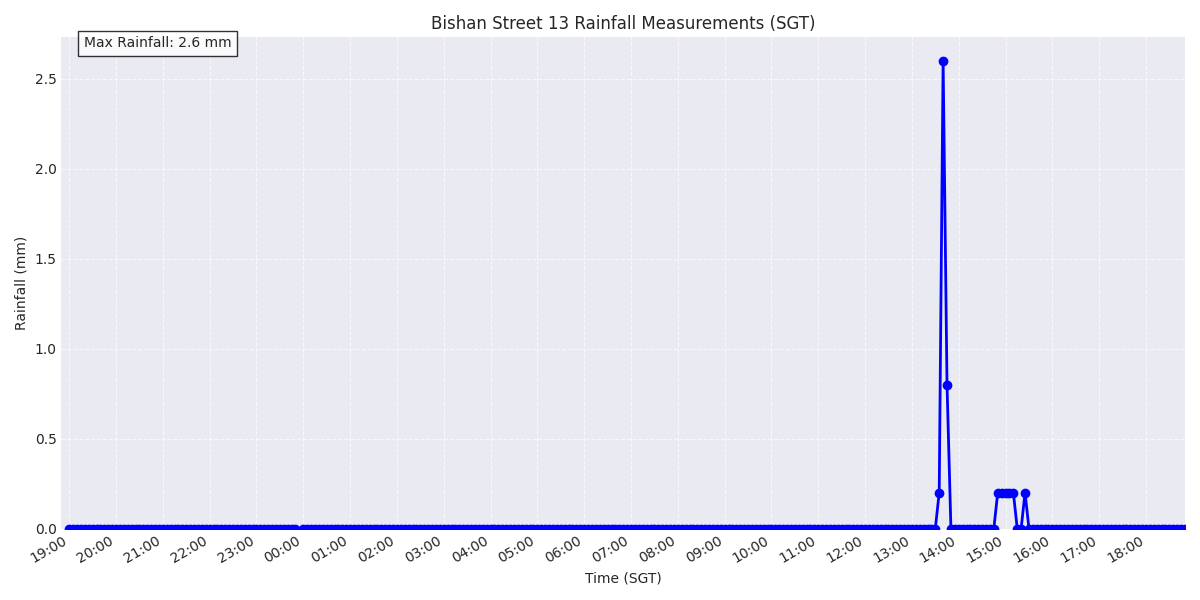 Bishan Street 13 Rainfall Measurements (SGT)
Max Rainfall: 2.6 mm
2.5
2.0
1.5
1.0
0.5
0.0
Rainfall (mm)
19:00 20:00 21:00 22:00 23:00 00:00 01:00 02:00 03:00 04:00 05:00 06:00 07:00 08:00 09:00 10:00 11:00 12:00 13:00 14:00 15:00 16:00 17:00 18:00
Time (SGT)